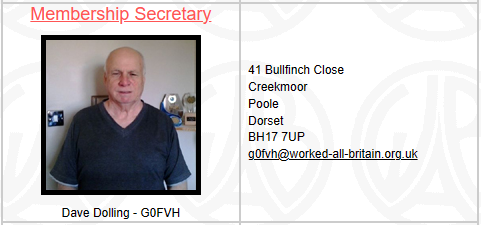 Membership Secretary
41 Bullfinch Close
Creekmoor
Poole
Dorset
BH17 7UP
g0fvh@worked-all-britain.org.uk
Dave Dolling - G0FVH